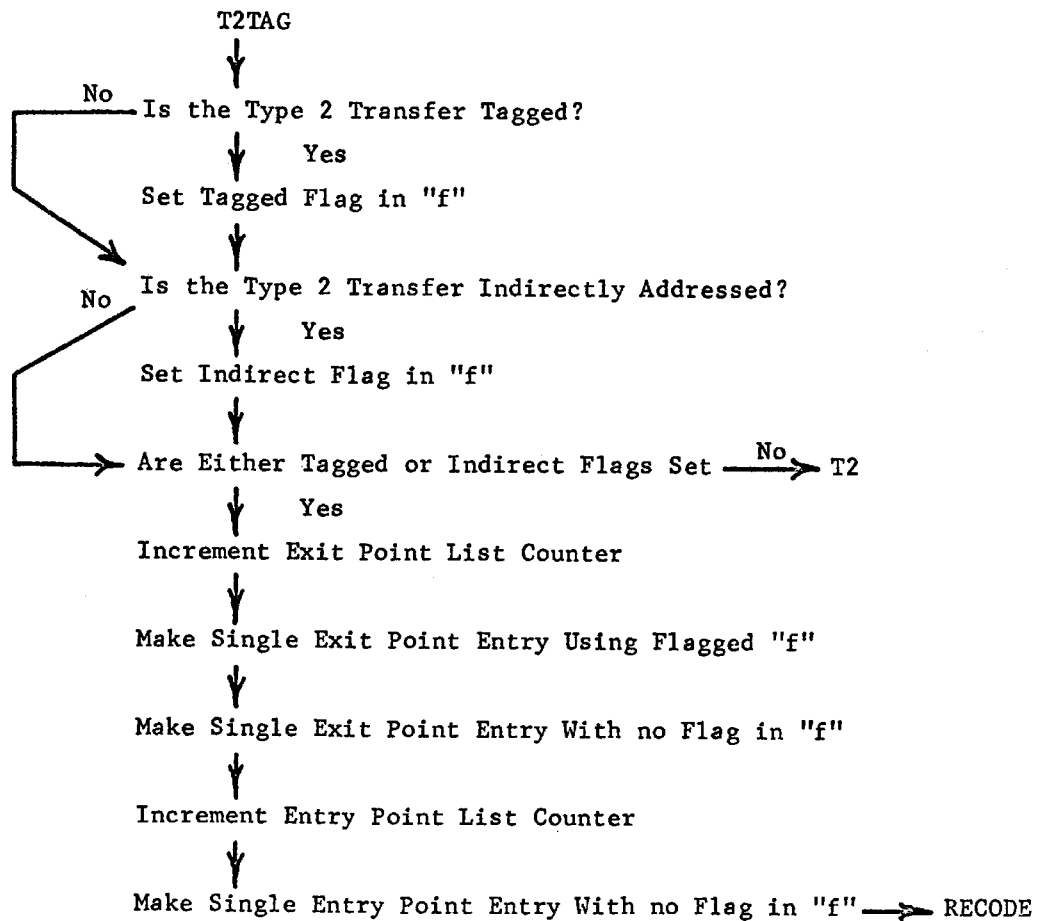 T2TAG
No
Is the Type 2 Transfer Tagged?
Yes
Set Tagged Flag in "f"
Is the Type 2 Transfer Indirectly Addressed?
No
Yes
Set Indirect Flag in "f"
Are Either Tagged or Indirect Flags Set No T2
Yes
Increment Exit Point List Counter
Make Single Exit Point Entry Using Flagged "f"
Make Single Exit Point Entry With no Flag in "f"
Increment Entry Point List Counter
Make Single Entry Point Entry With no Flag in "f" RECODE